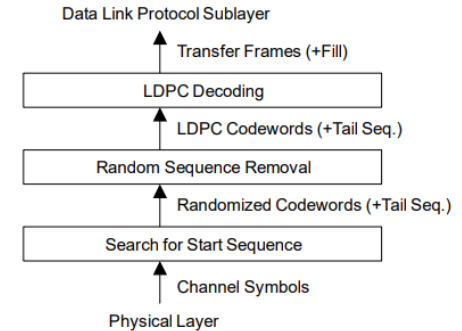 Data Link Protocol Sublayer
Transfer Frames (+Fill)
LDPC Decoding
LDPC Codewords (+Tail Seq.)
Random Sequence Removal
Randomized Codewords (+Tail Seq.)
Search for Start Sequence
Channel Symbols
Physical Layer